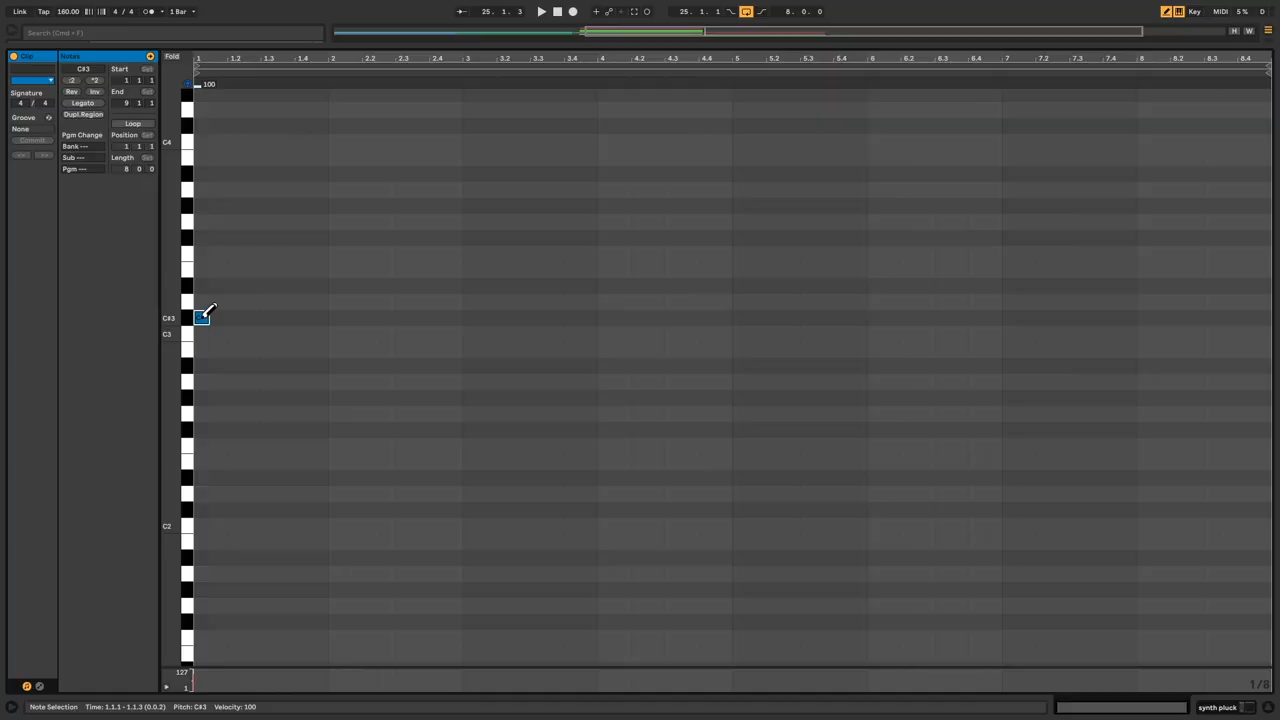 Link Tap 160.00 4 / 4 1 Bar 25. 1. 3 25. 1. 1 8. 0. 0 Key MIDI 5 % D
Search (Cmd + F) H W
Clip Notes Fold 1 1.2 1.3 1.4 2 2.2 2.3 2.4 3 3.2 3.3 3.4 4 4.2 4.3 4.4 5 5.2 5.3 5.4 6 6.2 6.3 6.4 7 7.2 7.3 7.4 8 8.2 8.3 8.4
C#3 Start Set
:2 *2 1 1 1
100
Signature Rev Inv End Set
4 / 4 Legato 9 1 1
Groove Dupl.Region
Loop
None Pgm Change Position Set
Commit Bank --- 1 1 1
<< >> Sub --- Length Set
Pgm --- 8 0 0
C4
C#3
C3
C2
127
1 1/8
Note Selection Time: 1.1.1 - 1.1.3 (0.0.2) Pitch: C#3 Velocity: 100 synth pluck